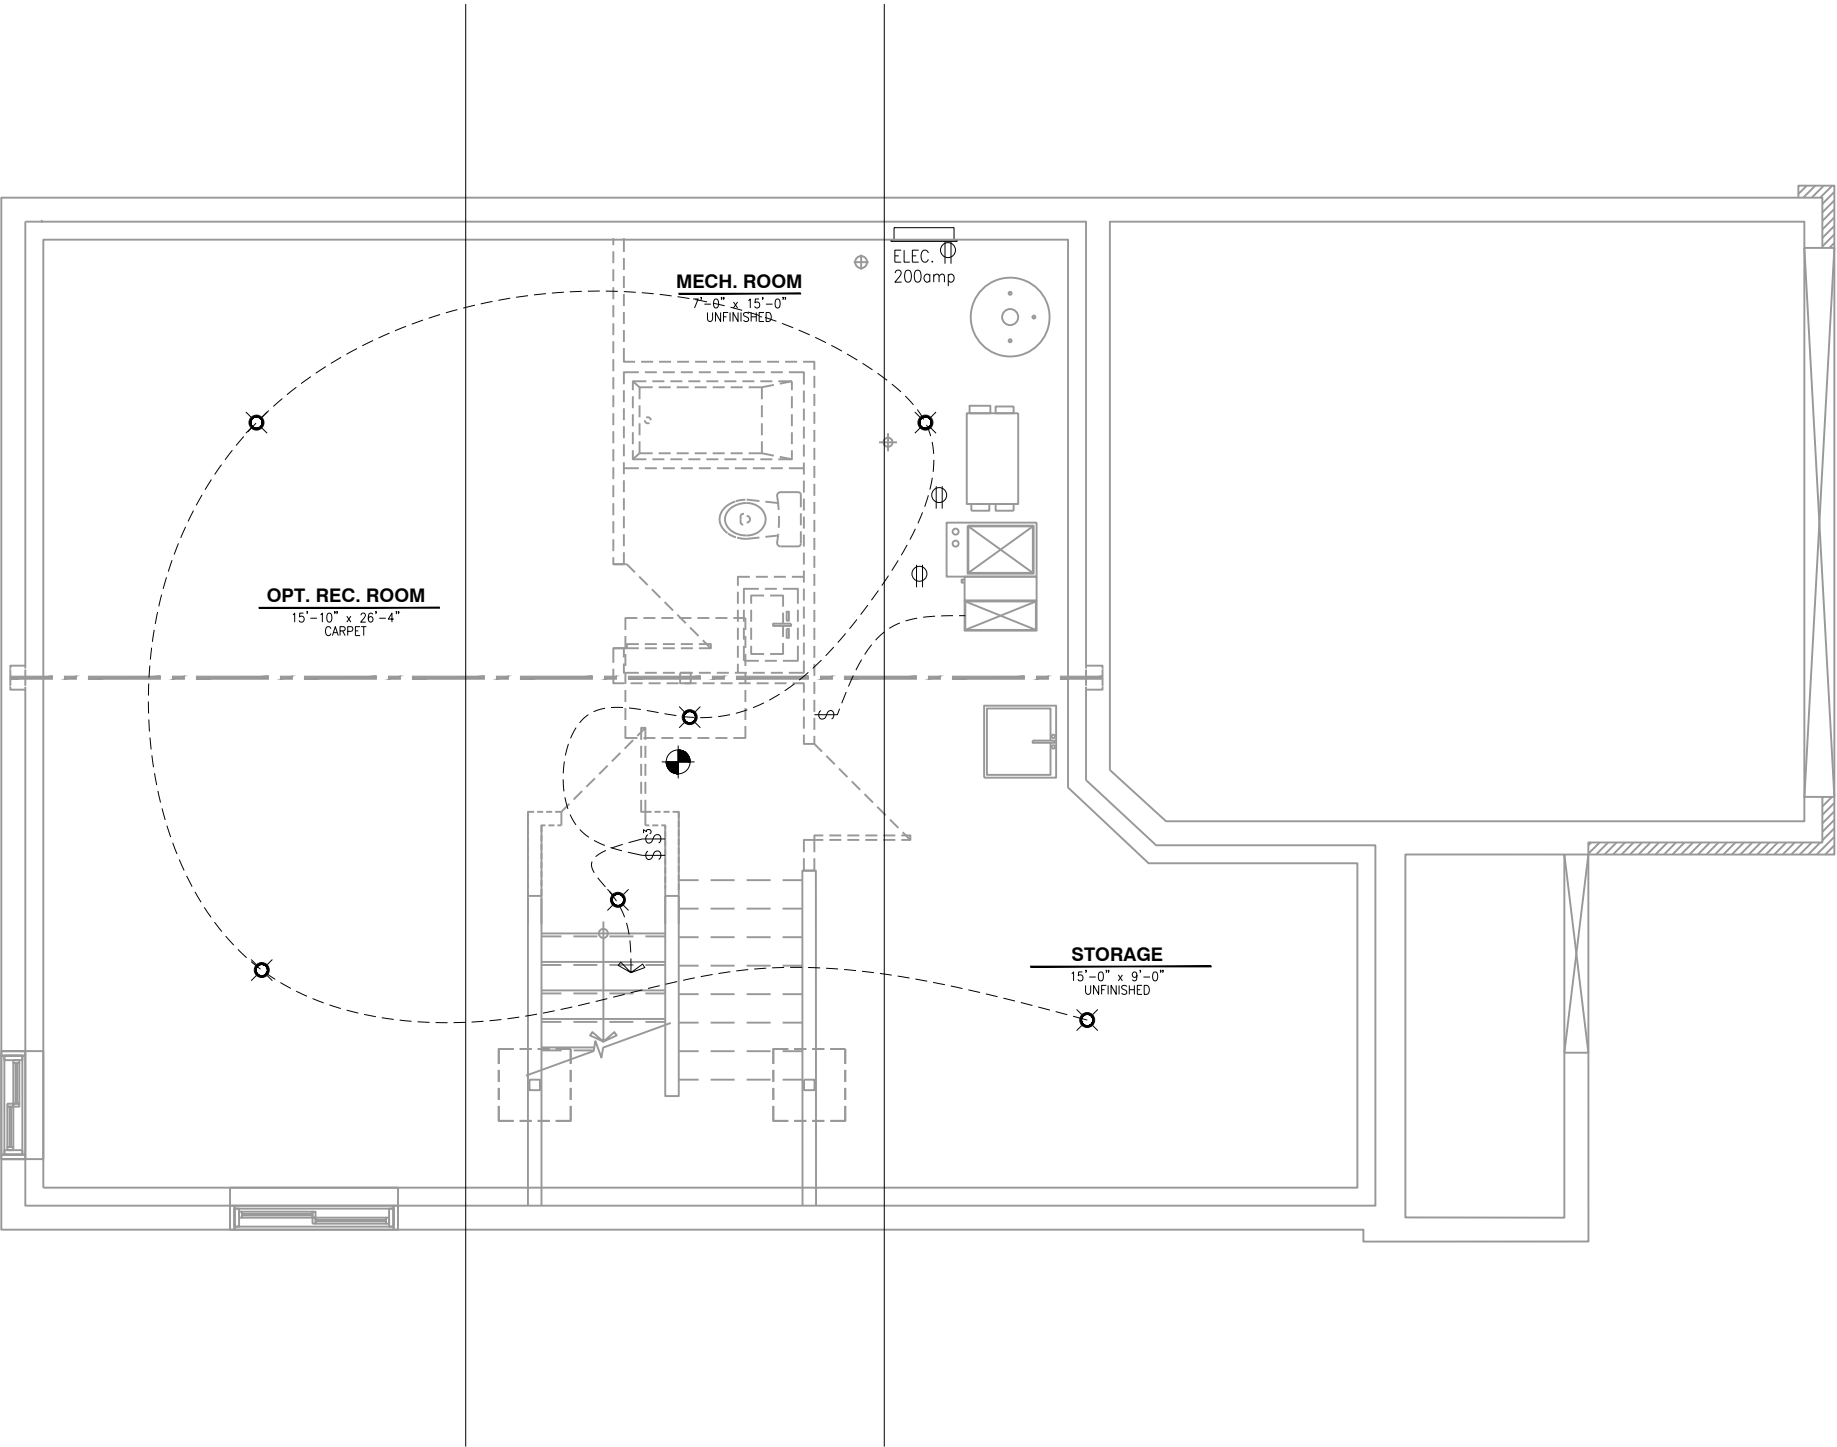 ELEC.
200amp
MECH. ROOM
7'-0" x 15'-0"
UNFINISHED
OPT. REC. ROOM
15'-10" x 26'-4"
CARPET
S
S3
S
STORAGE
15'-0" x 9'-0"
UNFINISHED